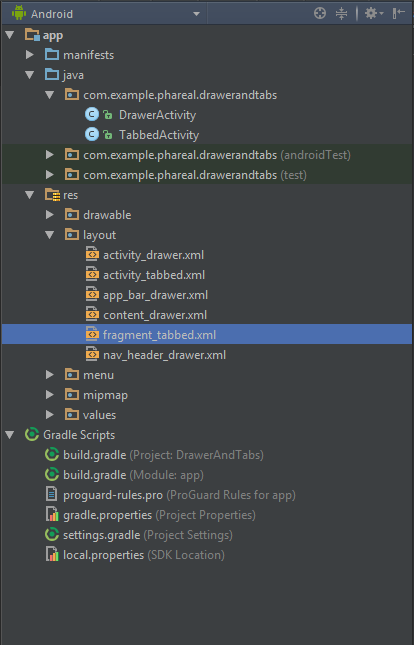 Android
app
manifests
java
com.example.phareal.drawerandtabs
DrawerActivity
TabbedActivity
com.example.phareal.drawerandtabs (androidTest)
com.example.phareal.drawerandtabs (test)
res
drawable
layout
activity_drawer.xml
activity_tabbed.xml
app_bar_drawer.xml
content_drawer.xml
fragment_tabbed.xml
nav_header_drawer.xml
menu
mipmap
values
Gradle Scripts
build.gradle (Project: DrawerAndTabs)
build.gradle (Module: app)
proguard-rules.pro (ProGuard Rules for app)
gradle.properties (Project Properties)
settings.gradle (Project Settings)
local.properties (SDK Location)